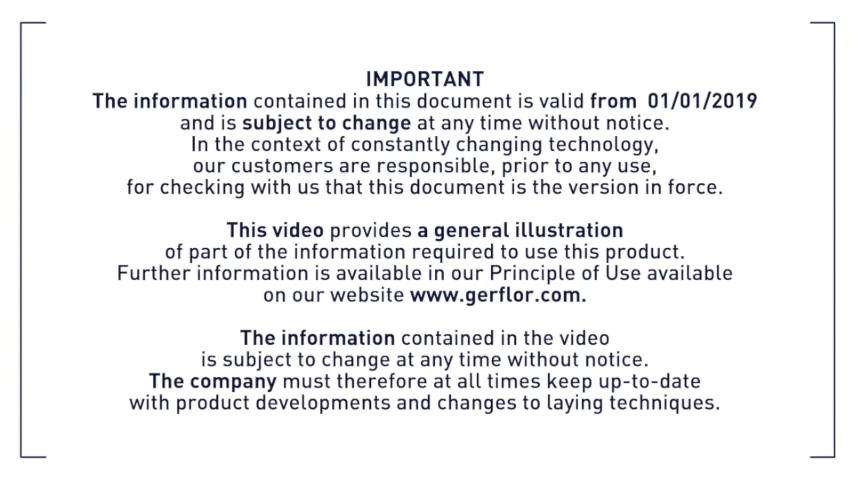 IMPORTANT
The information contained in this document is valid from 01/01/2019
and is subject to change at any time without notice.
In the context of constantly changing technology,
our customers are responsible, prior to any use,
for checking with us that this document is the version in force.
This video provides a general illustration
of part of the information required to use this product.
Further information is available in our Principle of Use available
on our website www.gerflor.com.
The information contained in the video
is subject to change at any time without notice.
The company must therefore at all times keep up-to-date
with product developments and changes to laying techniques.